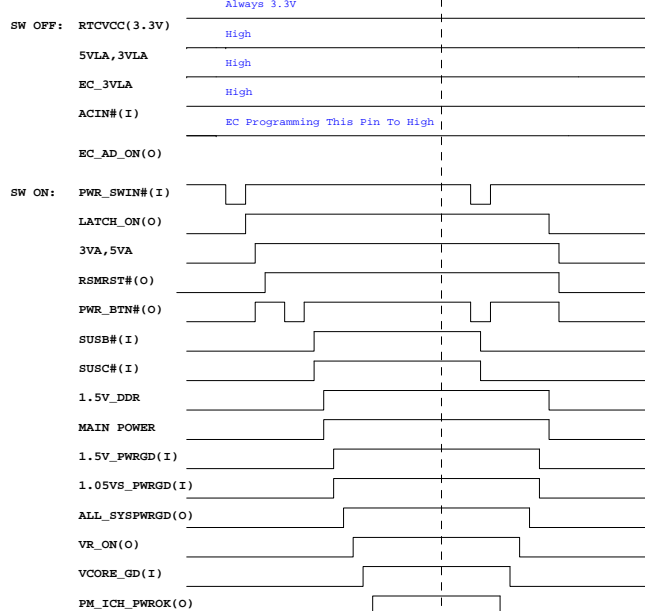 Always 3.3V
SW OFF: RTCVCC(3.3V)
High
5VLA,3VLA
High
EC_3VLA
High
ACIN#(I)
EC Programming This Pin To High
EC_AD_ON(O)
SW ON: PWR_SWIN#(I)
LATCH_ON(O)
3VA,5VA
RSMRST#(O)
PWR_BTN#(O)
SUSB#(I)
SUSC#(I)
1.5V_DDR
MAIN POWER
1.5V_PWRGD(I)
1.05VS_PWRGD(I)
ALL_SYSPWRGD(O)
VR_ON(O)
VCORE_GD(I)
PM_ICH_PWROK(O)